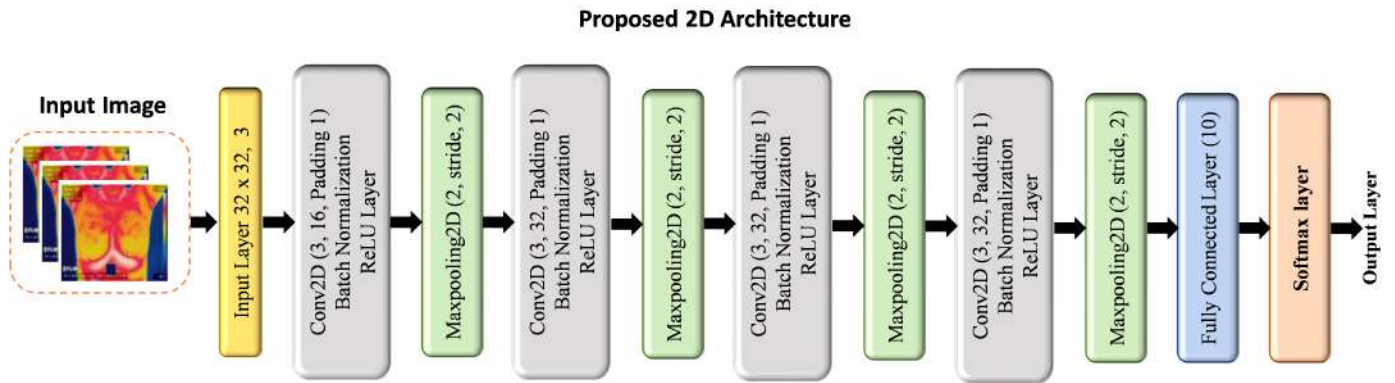 Proposed 2D Architecture
Input Image
Input Layer 32 x 32, 3
Conv2D (3, 16, Padding 1)
Batch Normalization
ReLU Layer
Maxpooling2D (2, stride, 2)
Conv2D (3, 32, Padding 1)
Batch Normalization
ReLU Layer
Maxpooling2D (2, stride, 2)
Conv2D (3, 32, Padding 1)
Batch Normalization
ReLU Layer
Maxpooling2D (2, stride, 2)
Conv2D (3, 32, Padding 1)
Batch Normalization
ReLU Layer
Maxpooling2D (2, stride, 2)
Fully Connected Layer (10)
Softmax layer
Output Layer